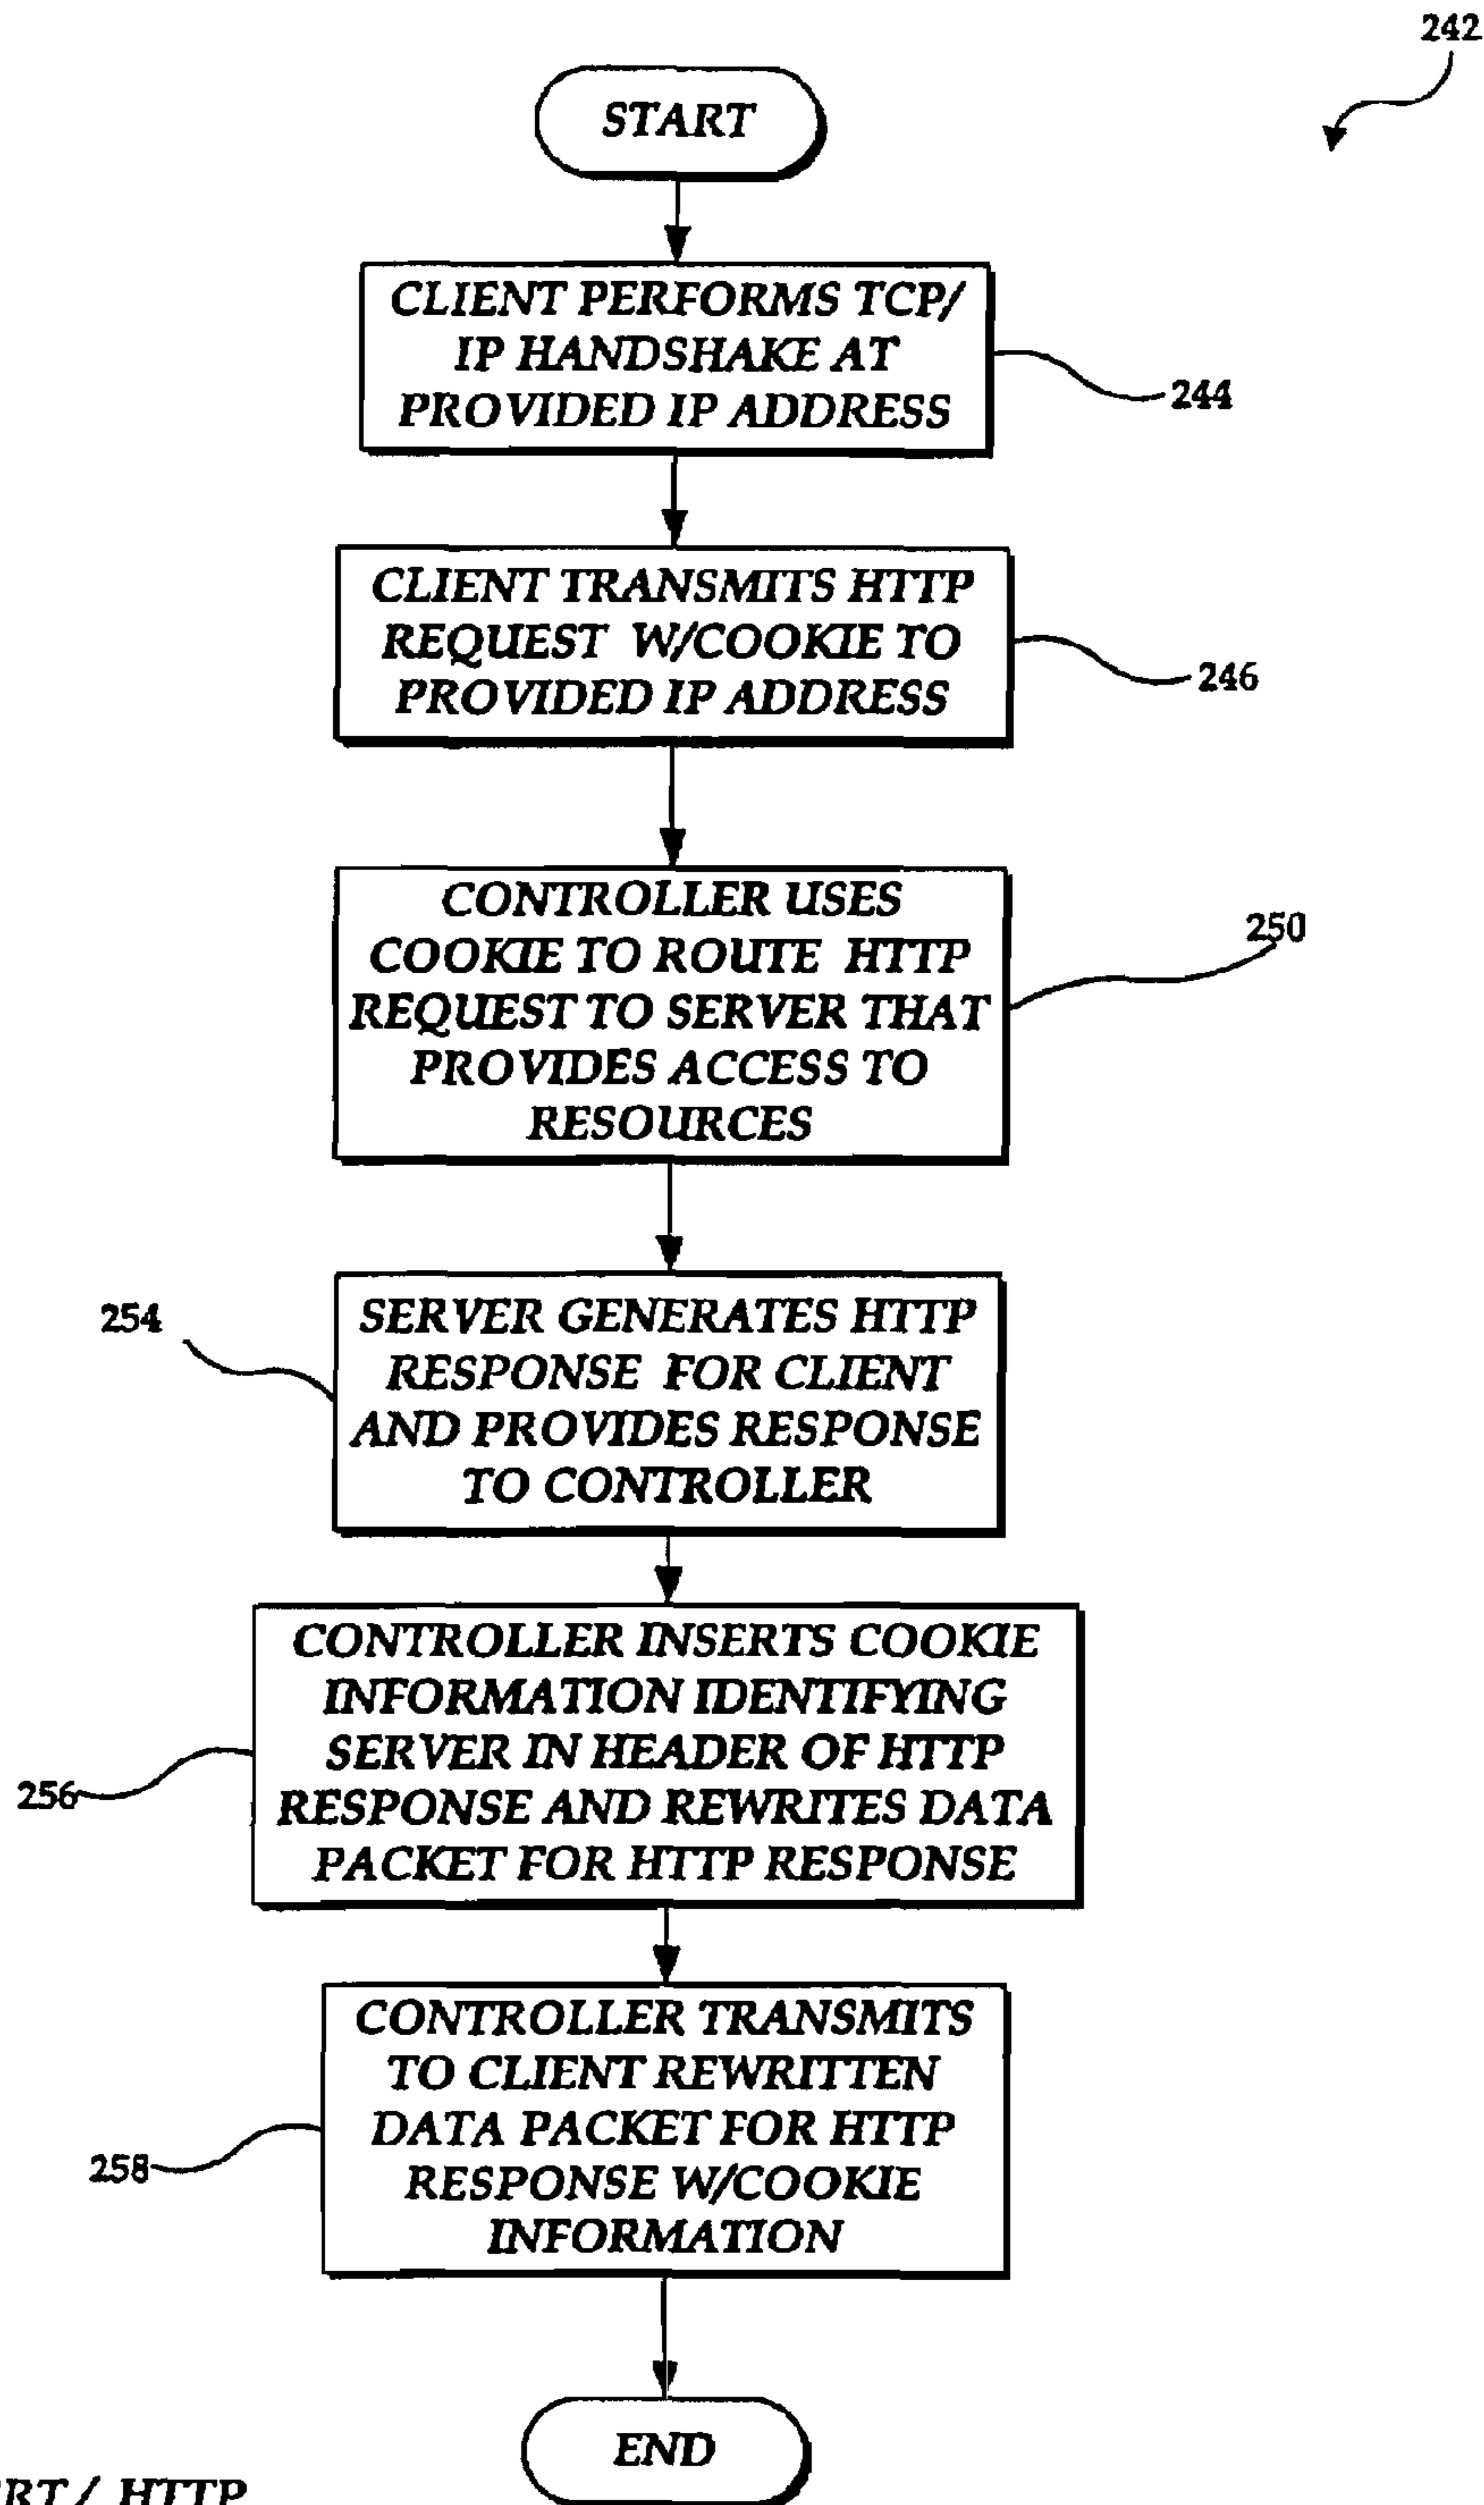 242
START
CLIENT PERFORMS TCP/
IP HANDSHAKE AT
PROVIDED IP ADDRESS
244
CLIENT TRANSMITS HTTP
REQUEST W/COOKIE TO
PROVIDED IP ADDRESS
246
CONTROLLER USES
COOKIE TO ROUTE HTTP
REQUEST TO SERVER THAT
PROVIDES ACCESS TO
RESOURCES
250
SERVER GENERATES HTTP
RESPONSE FOR CLIENT
AND PROVIDES RESPONSE
TO CONTROLLER
254
CONTROLLER INSERTS COOKIE
INFORMATION IDENTIFYING
SERVER IN HEADER OF HTTP
RESPONSE AND REWRITES DATA
PACKET FOR HTTP RESPONSE
256
CONTROLLER TRANSMITS
TO CLIENT REWRITTEN
DATA PACKET FOR HTTP
RESPONSE W/COOKIE
INFORMATION
258
END
HTTP